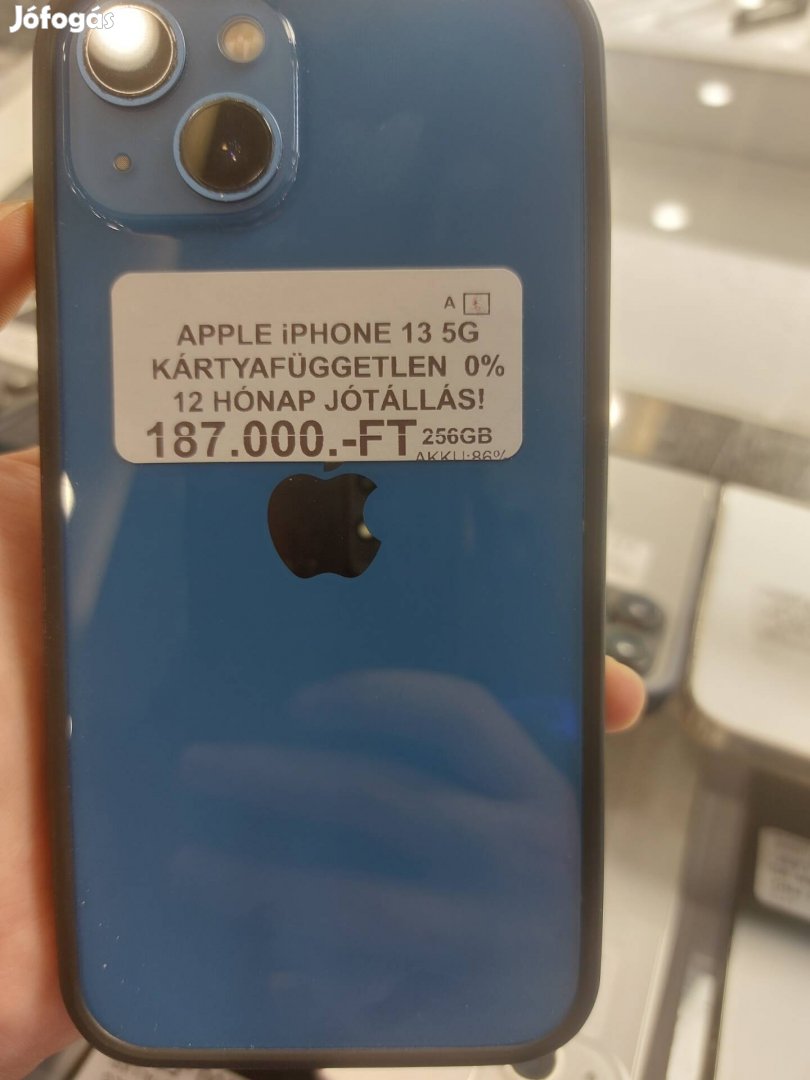 Jófogás
A
APPLE iPHONE 13 5G
KÁRTYAFÜGGETLEN 0%
12 HÓNAP JÓTÁLLÁS!
187.000.-FT 256GB
AKKU:86%